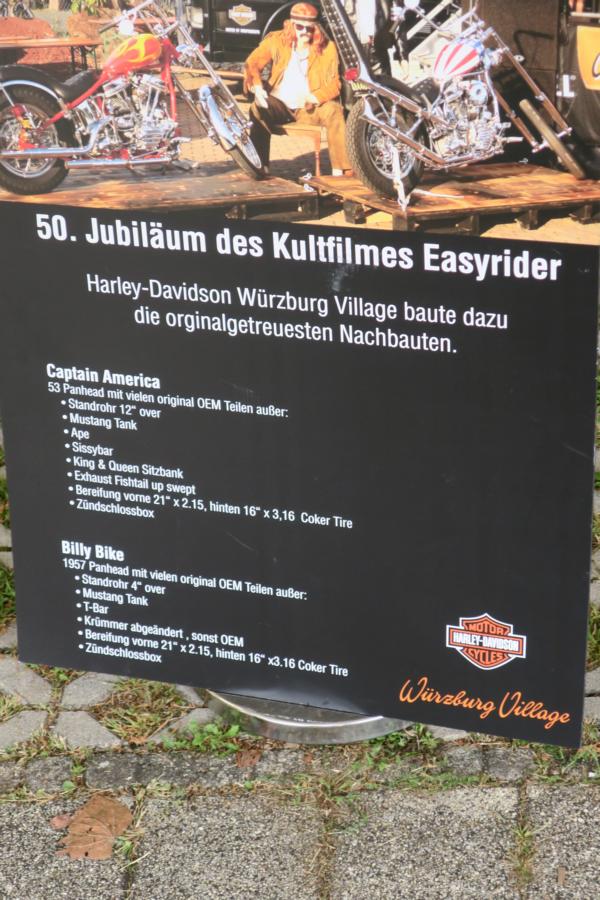 50. Jubiläum des Kultfilmes Easyrider
Harley-Davidson Würzburg Village baute dazu
die orginalgetreuesten Nachbauten.
Captain America
53 Panhead mit vielen original OEM Teilen außer:
• Standrohr 12“ over
• Mustang Tank
• Ape
• Sissybar
• King & Queen Sitzbank
• Exhaust Fishtail up swept
• Bereifung vorne 21“ x 2.15, hinten 16“ x 3,16 Coker Tire
• Zündschlossbox
Billy Bike
1957 Panhead mit vielen original OEM Teilen außer:
• Standrohr 4“ over
• Mustang Tank
• T-Bar
• Krümmer abgeändert , sonst OEM
• Bereifung vorne 21“ x 2.15, hinten 16“ x3.16 Coker Tire
• Zündschlossbox
MOTOR
HARLEY-DAVIDSON
CYCLES
Würzburg Village